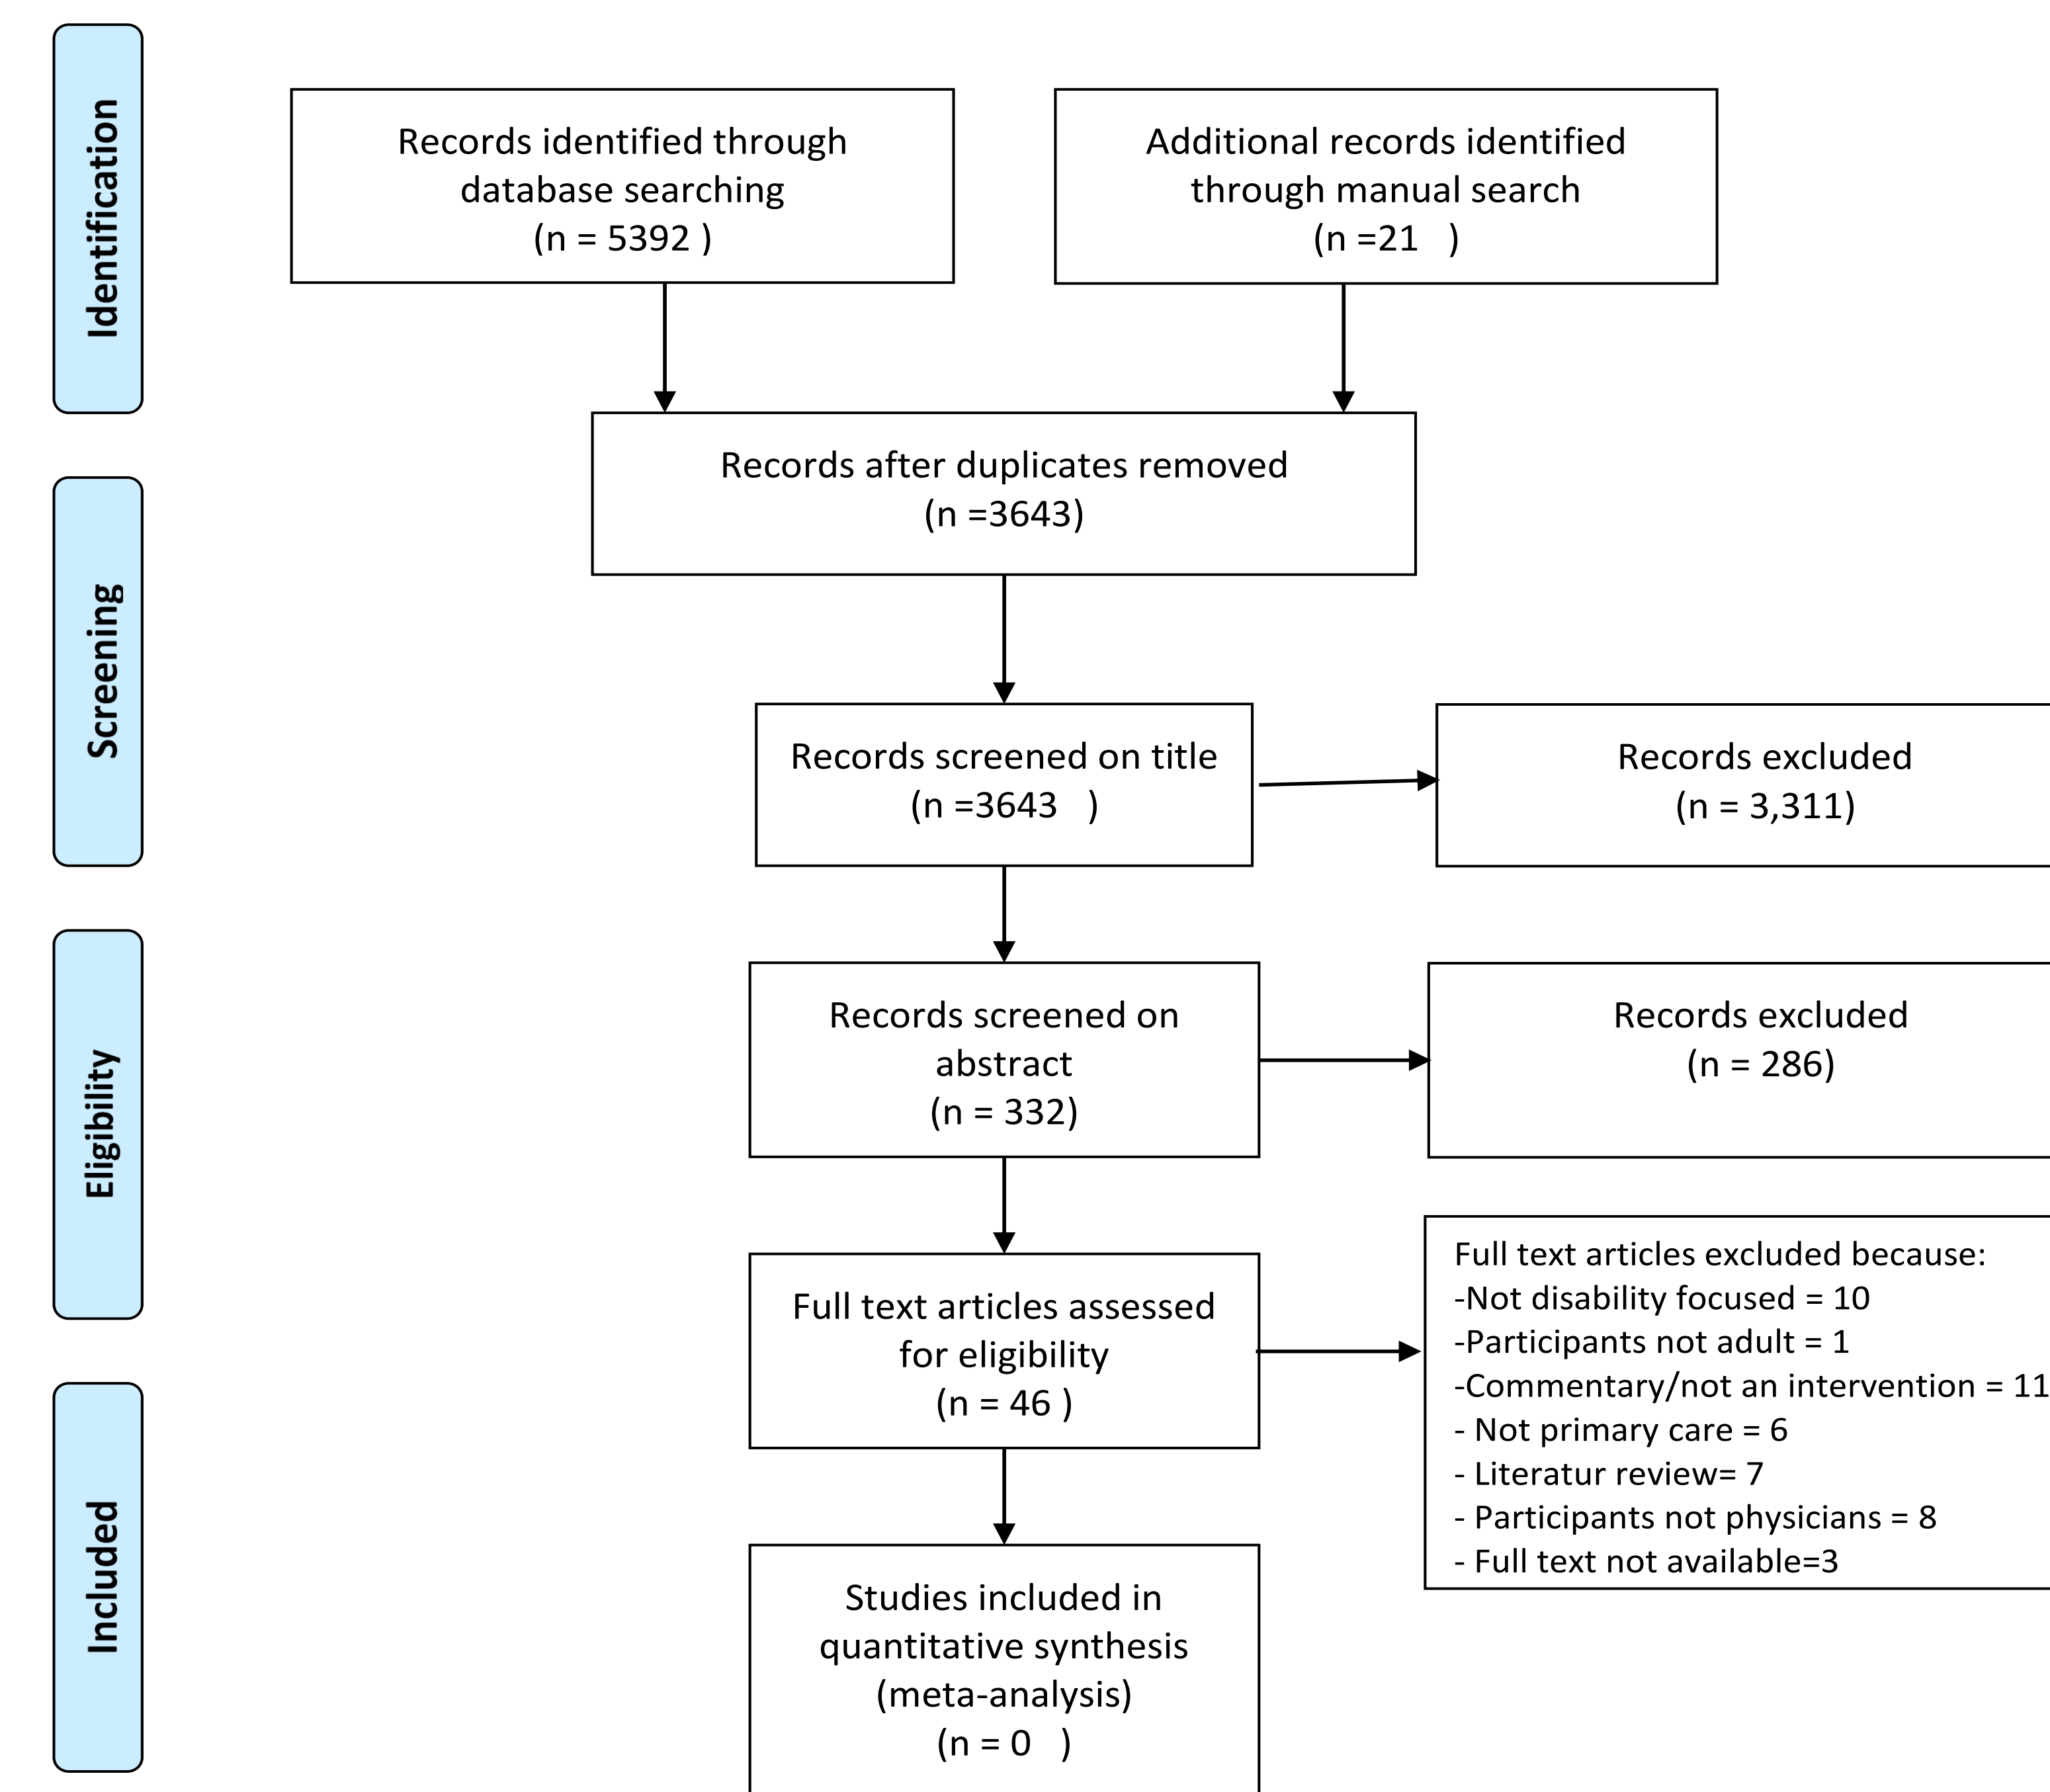 Identification
Records identified through
database searching
(n = 5392 )
Additional records identified
through manual search
(n =21   )
Records after duplicates removed
(n =3643)
Screening
Records screened on title
(n =3643   )
Records excluded
(n = 3,311)
Eligibility
Records screened on
abstract
(n = 332)
Records excluded
(n = 286)
Full text articles assessed
for eligibility
(n = 46 )
Full text articles excluded because:
-Not disability focused = 10
-Participants not adult = 1
-Commentary/not an intervention = 11
- Not primary care = 6
- Literatur review= 7
- Participants not physicians = 8
- Full text not available=3
Included
Studies included in
quantitative synthesis
(meta-analysis)
(n = 0   )